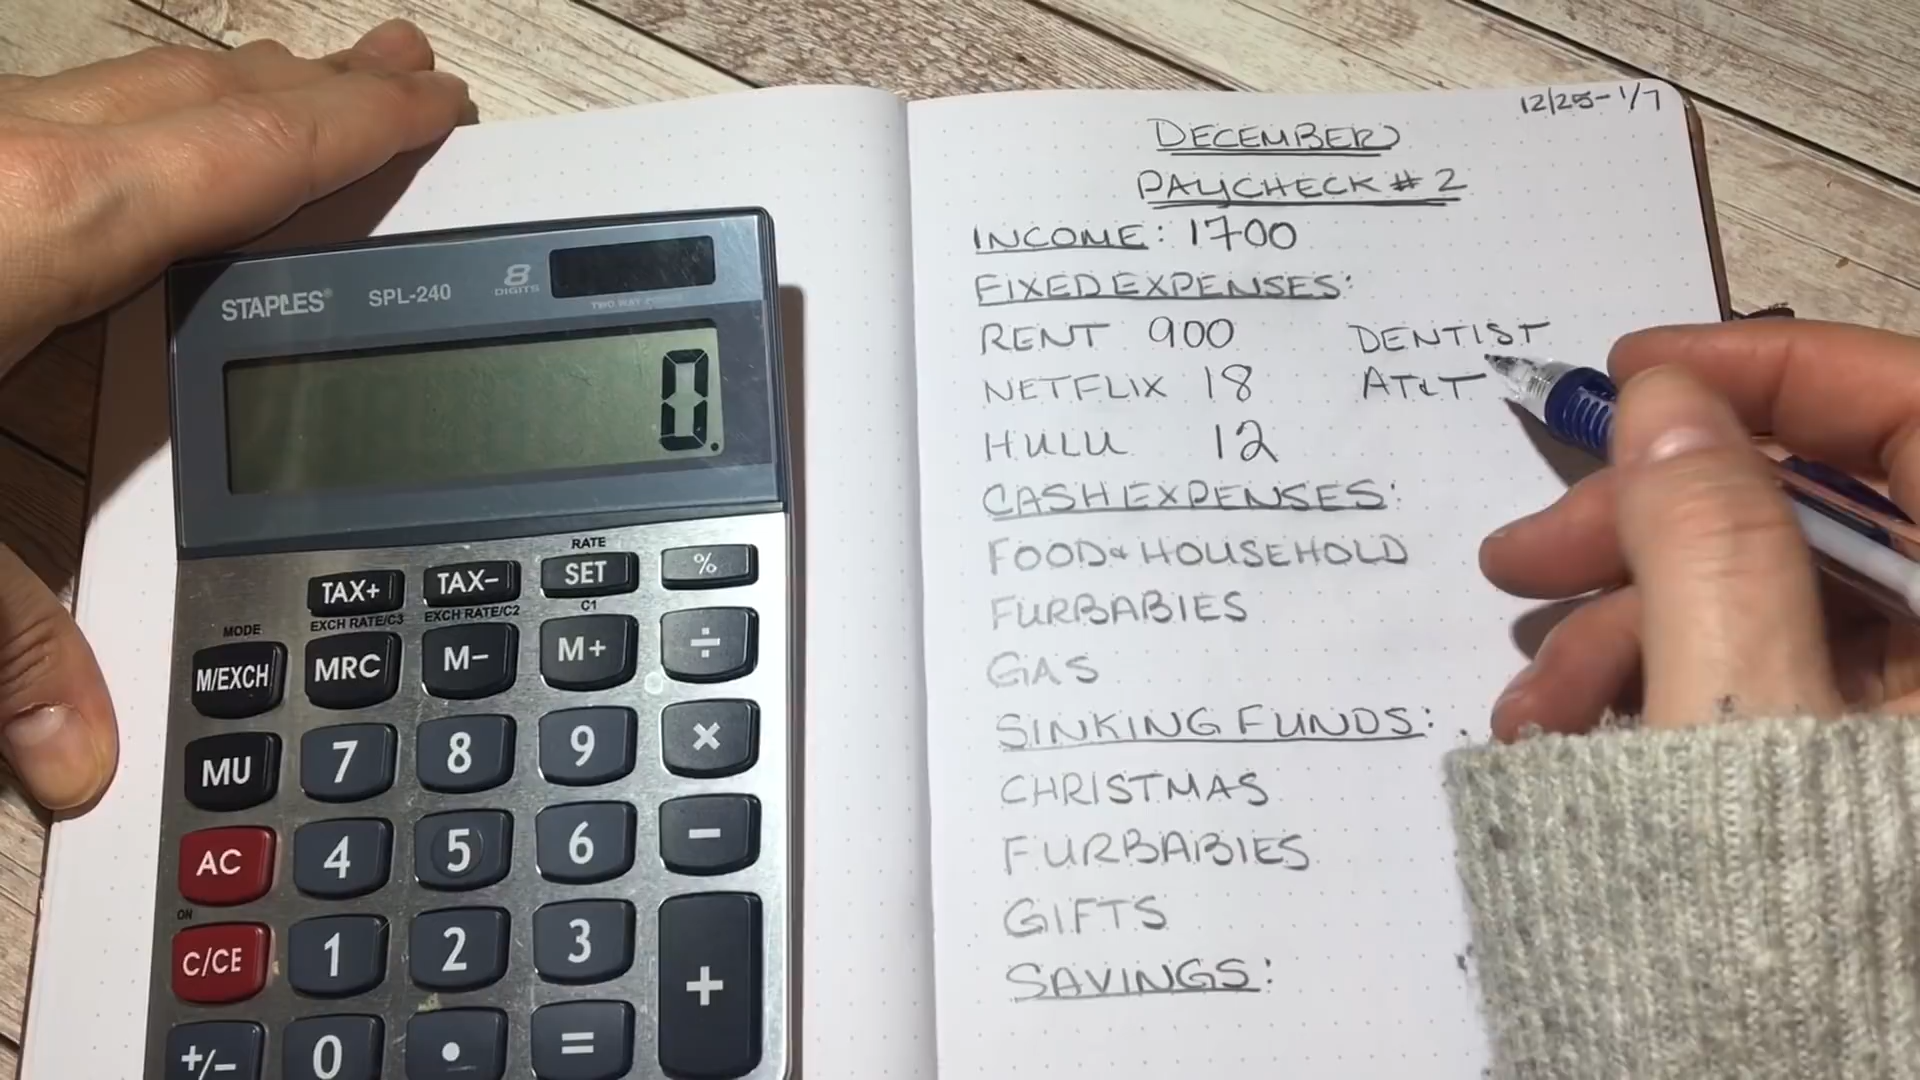 STAPLES® SPL-240 8 DIGITS
TWO WAY POWER
0.
RATE
TAX+ TAX- SET %
EXCH RATE/C3 EXCH RATE/C2 C1
MODE
M/EXCH MRC M- M+ ÷
MU 7 8 9 ×
AC 4 5 6 -
ON
C/CE 1 2 3 +
+/- 0 . =
12/25-1/7
DECEMBER
PAYCHECK #2
INCOME: 1700
FIXED EXPENSES:
RENT 900 DENTIST
NETFLIX 18 AT&T
HULU 12
CASH EXPENSES:
FOOD & HOUSEHOLD
FURBABIES
GAS
SINKING FUNDS:
CHRISTMAS
FURBABIES
GIFTS
SAVINGS: